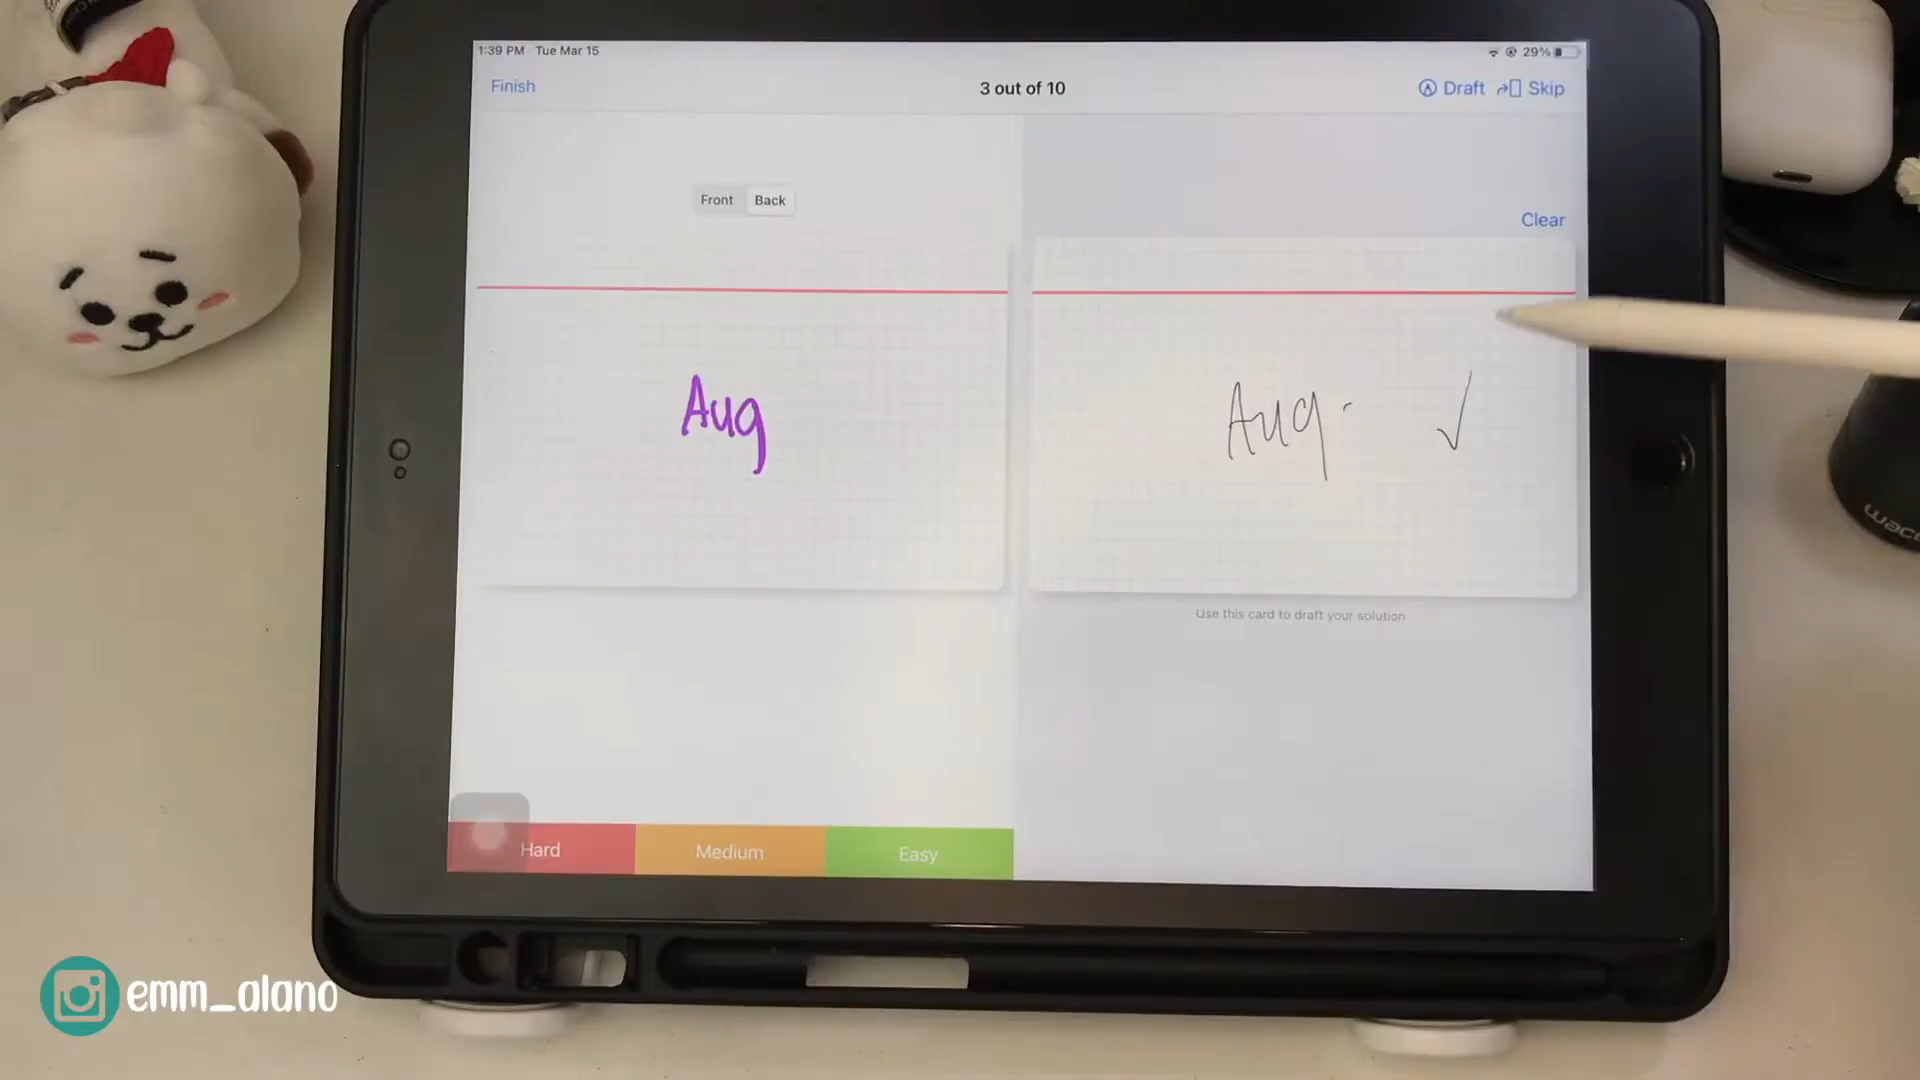 1:39 PM Tue Mar 15
29%
Finish
3 out of 10
Draft
Skip
Front
Back
Clear
Aug
Aug. ✓
Use this card to draft your solution
Hard
Medium
Easy
emm_alano